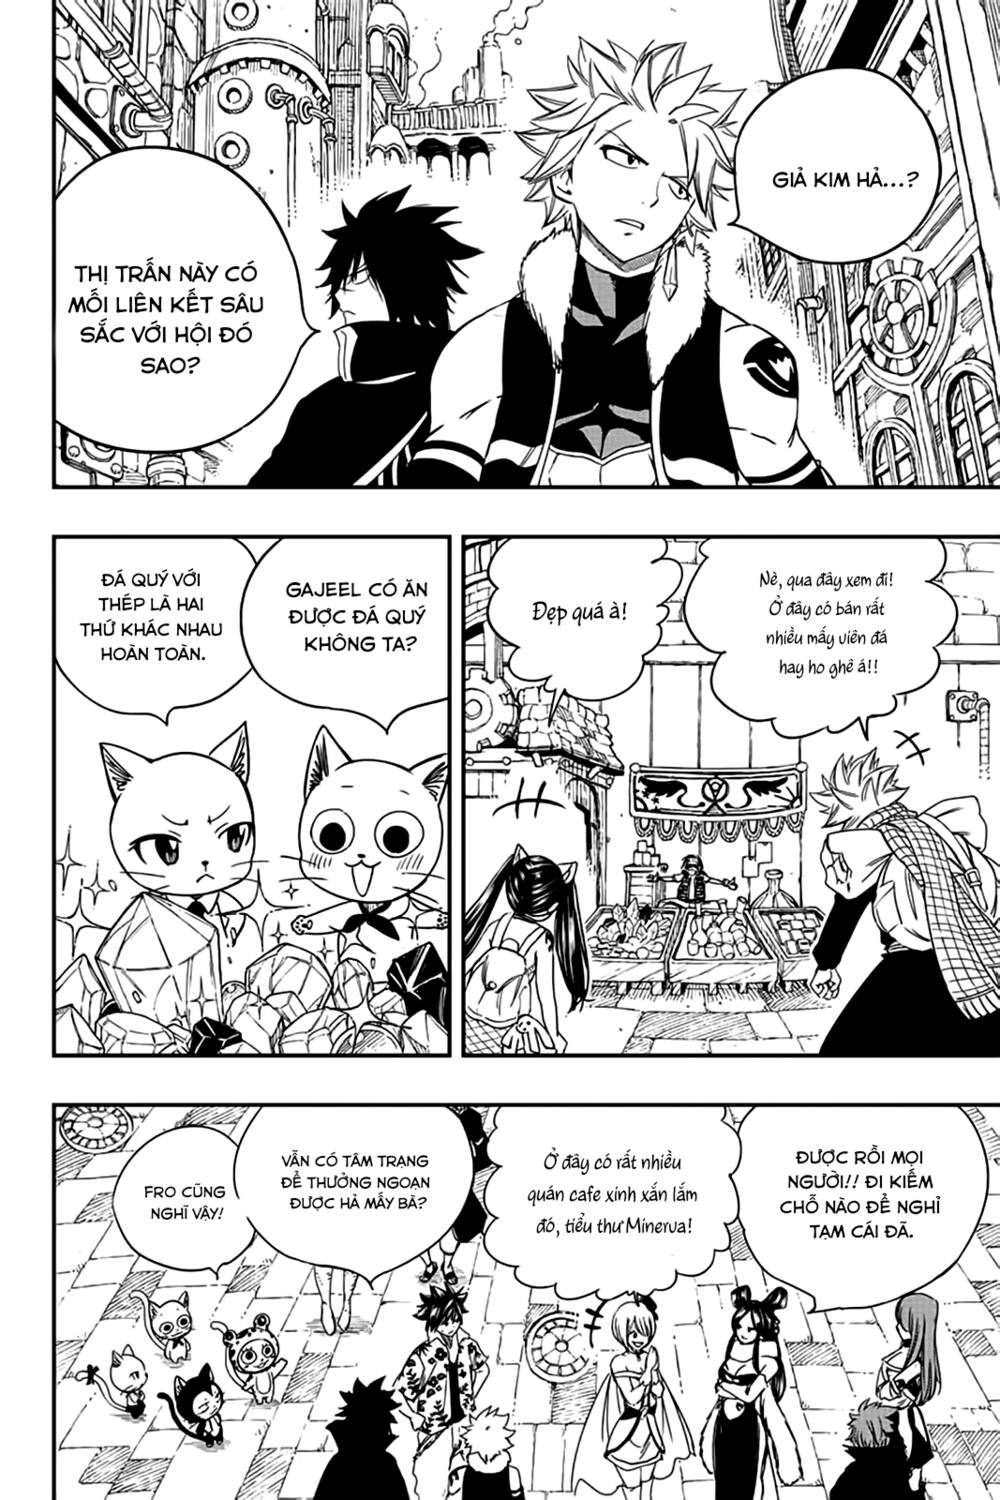 GIẢ KIM HẢ...?
THỊ TRẤN NÀY CÓ
MỐI LIÊN KẾT SÂU
SẮC VỚI HỘI ĐÓ
SAO?
Nè, qua đây xem đi!
Ở đây có bán rất
nhiều mấy viên đá
hay ho ghê á!!
Đẹp quá à!
GAJEEL CÓ ĂN
ĐƯỢC ĐÁ QUÝ
KHÔNG TA?
ĐÁ QUÝ VỚI
THÉP LÀ HAI
THỨ KHÁC NHAU
HOÀN TOÀN.
ĐƯỢC RỒI MỌI
NGƯỜI!! ĐI KIẾM
CHỖ NÀO ĐỂ NGHỈ
TẠM CÁI ĐÃ.
Ở đây có rất nhiều
quán cafe xinh xắn lắm
đó, tiểu thư Minerva!
VẪN CÓ TÂM TRẠNG
ĐỂ THƯỞNG NGOẠN
ĐƯỢC HẢ MẤY BÀ?
FRO CŨNG
NGHĨ VẬY!